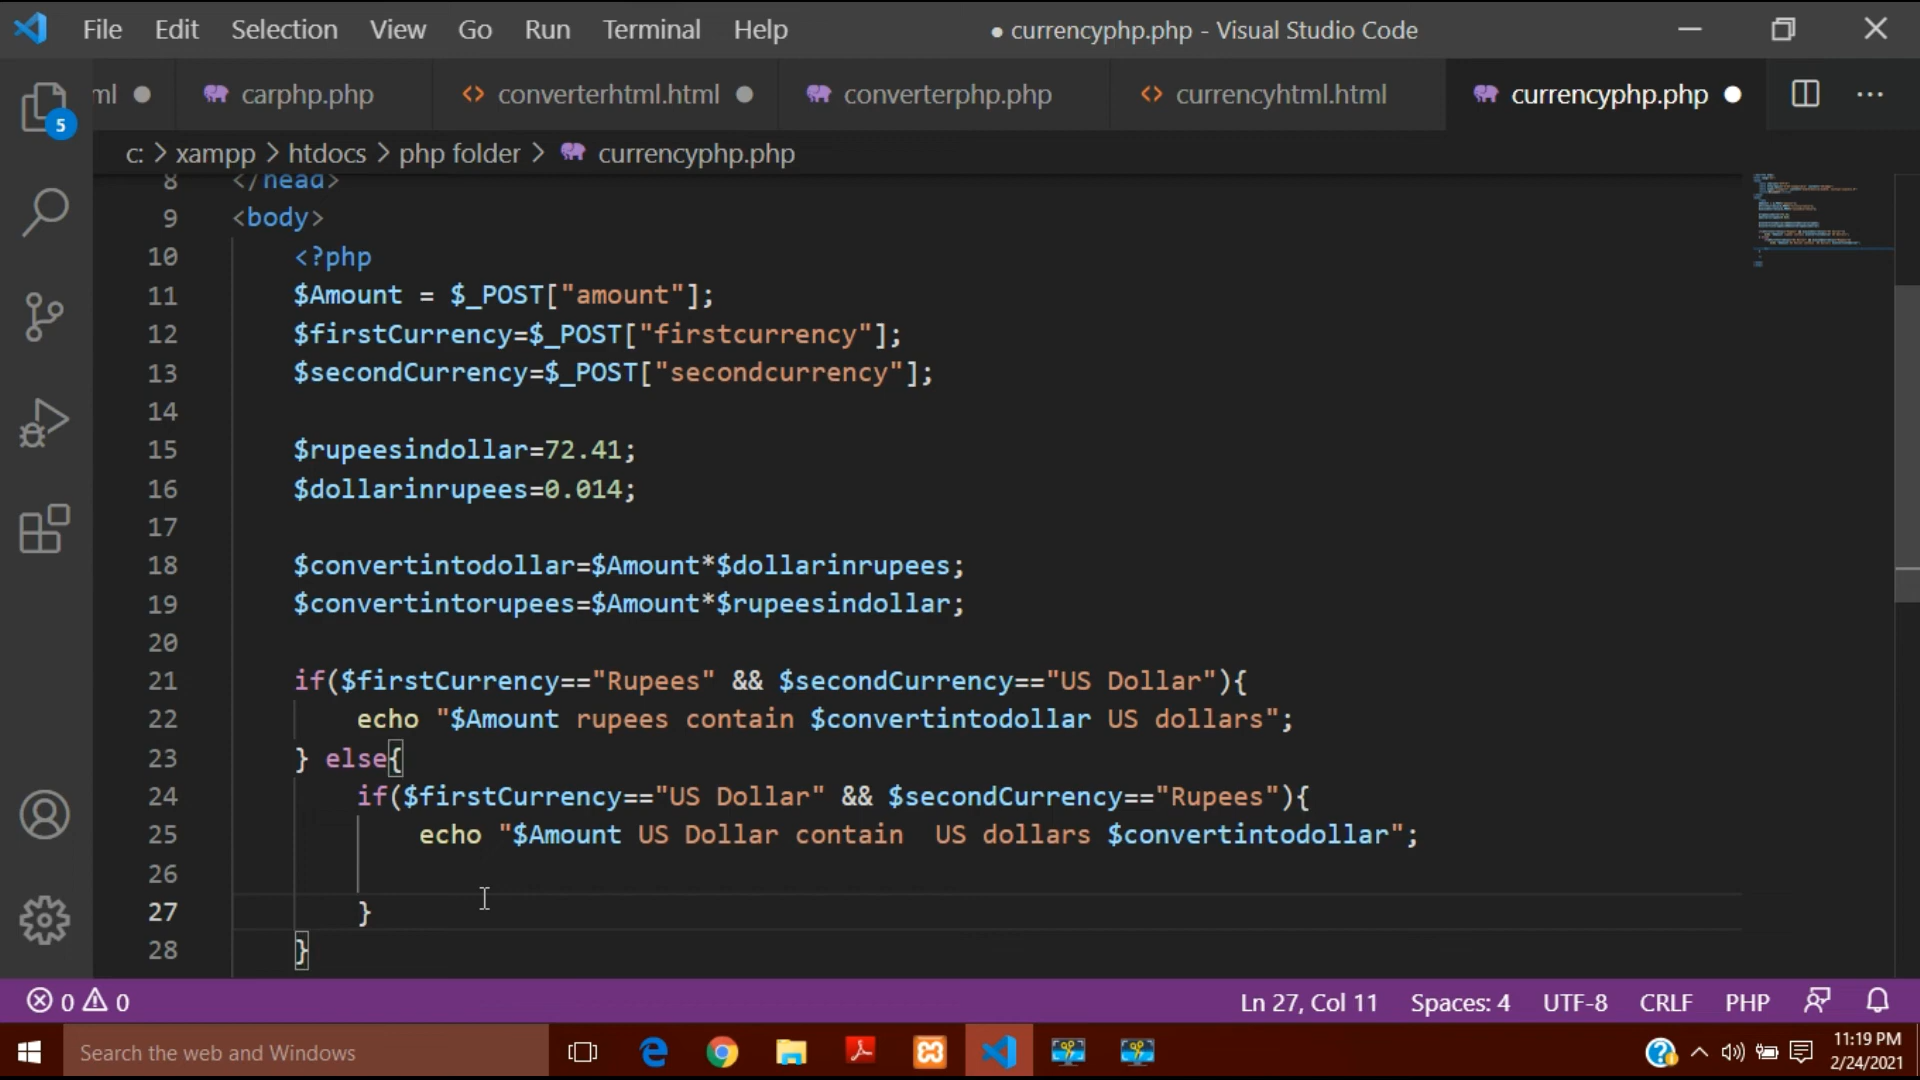 File Edit Selection View Go Run Terminal Help ● currencyphp.php - Visual Studio Code
ml ● carphp.php <> converterhtml.html ● converterphp.php <> currencyhtml.html currencyphp.php ● ...
5
c: > xampp > htdocs > php folder > currencyphp.php
8 </head>
9 <body>
10 <?php
11 $Amount = $_POST["amount"];
12 $firstCurrency=$_POST["firstcurrency"];
13 $secondCurrency=$_POST["secondcurrency"];
14
15 $rupeesindollar=72.41;
16 $dollarinrupees=0.014;
17
18 $convertintodollar=$Amount*$dollarinrupees;
19 $convertintorupees=$Amount*$rupeesindollar;
20
21 if($firstCurrency=="Rupees" && $secondCurrency=="US Dollar"){
22 echo "$Amount rupees contain $convertintodollar US dollars";
23 } else{
24 if($firstCurrency=="US Dollar" && $secondCurrency=="Rupees"){
25 echo "$Amount US Dollar contain  US dollars $convertintodollar";
26
27 }
28 }
0 0 Ln 27, Col 11 Spaces: 4 UTF-8 CRLF PHP
Search the web and Windows
11:19 PM
2/24/2021